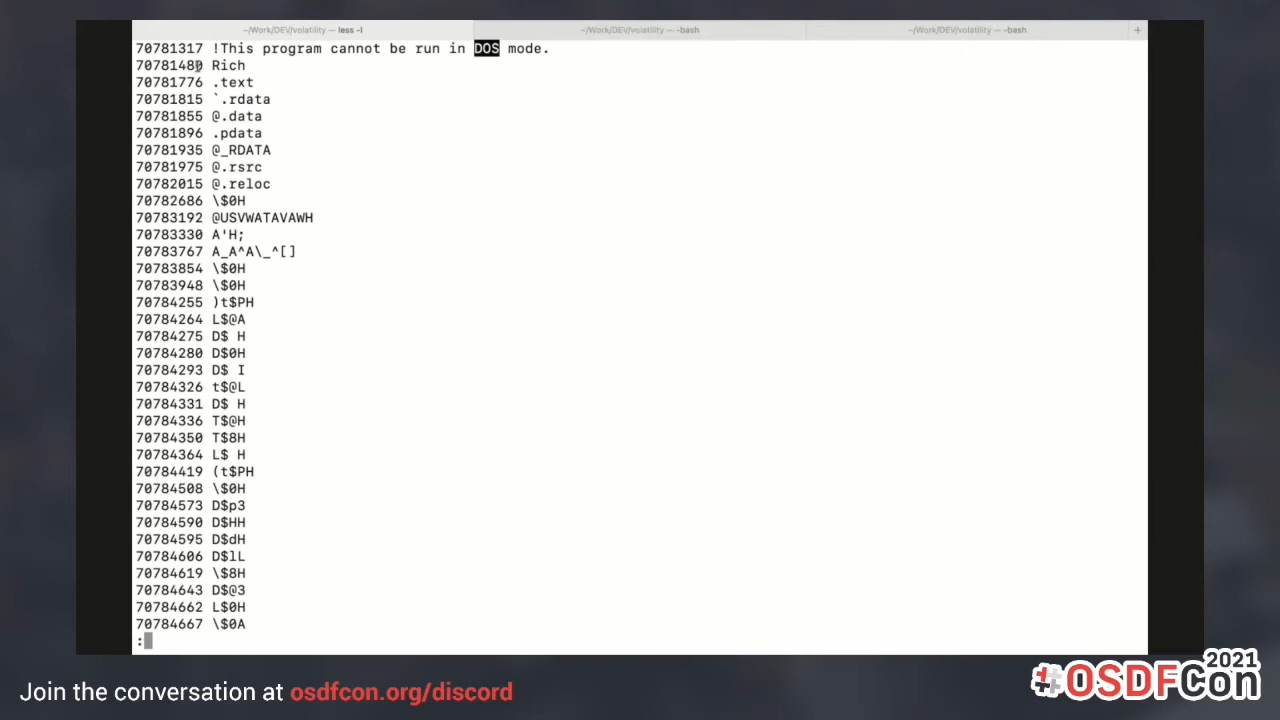 ~/Work/DEV/volatility — less -l
~/Work/DEV/volatility — -bash
~/Work/DEV/volatility — -bash
+
70781317 !This program cannot be run in DOS mode.
70781480 Rich
70781776 .text
70781815 `.rdata
70781855 @.data
70781896 .pdata
70781935 @_RDATA
70781975 @.rsrc
70782015 @.reloc
70782686 \$0H
70783192 @USVWATAVAWH
70783330 A'H;
70783767 A_A^A\_^[]
70783854 \$0H
70783948 \$0H
70784255 )t$PH
70784264 L$@A
70784275 D$ H
70784280 D$0H
70784293 D$ I
70784326 t$@L
70784331 D$ H
70784336 T$@H
70784350 T$8H
70784364 L$ H
70784419 (t$PH
70784508 \$0H
70784573 D$p3
70784590 D$HH
70784595 D$dH
70784606 D$lL
70784619 \$8H
70784643 D$@3
70784662 L$0H
70784667 \$0A
:
Join the conversation at osdfcon.org/discord
2021
#OSDFCon